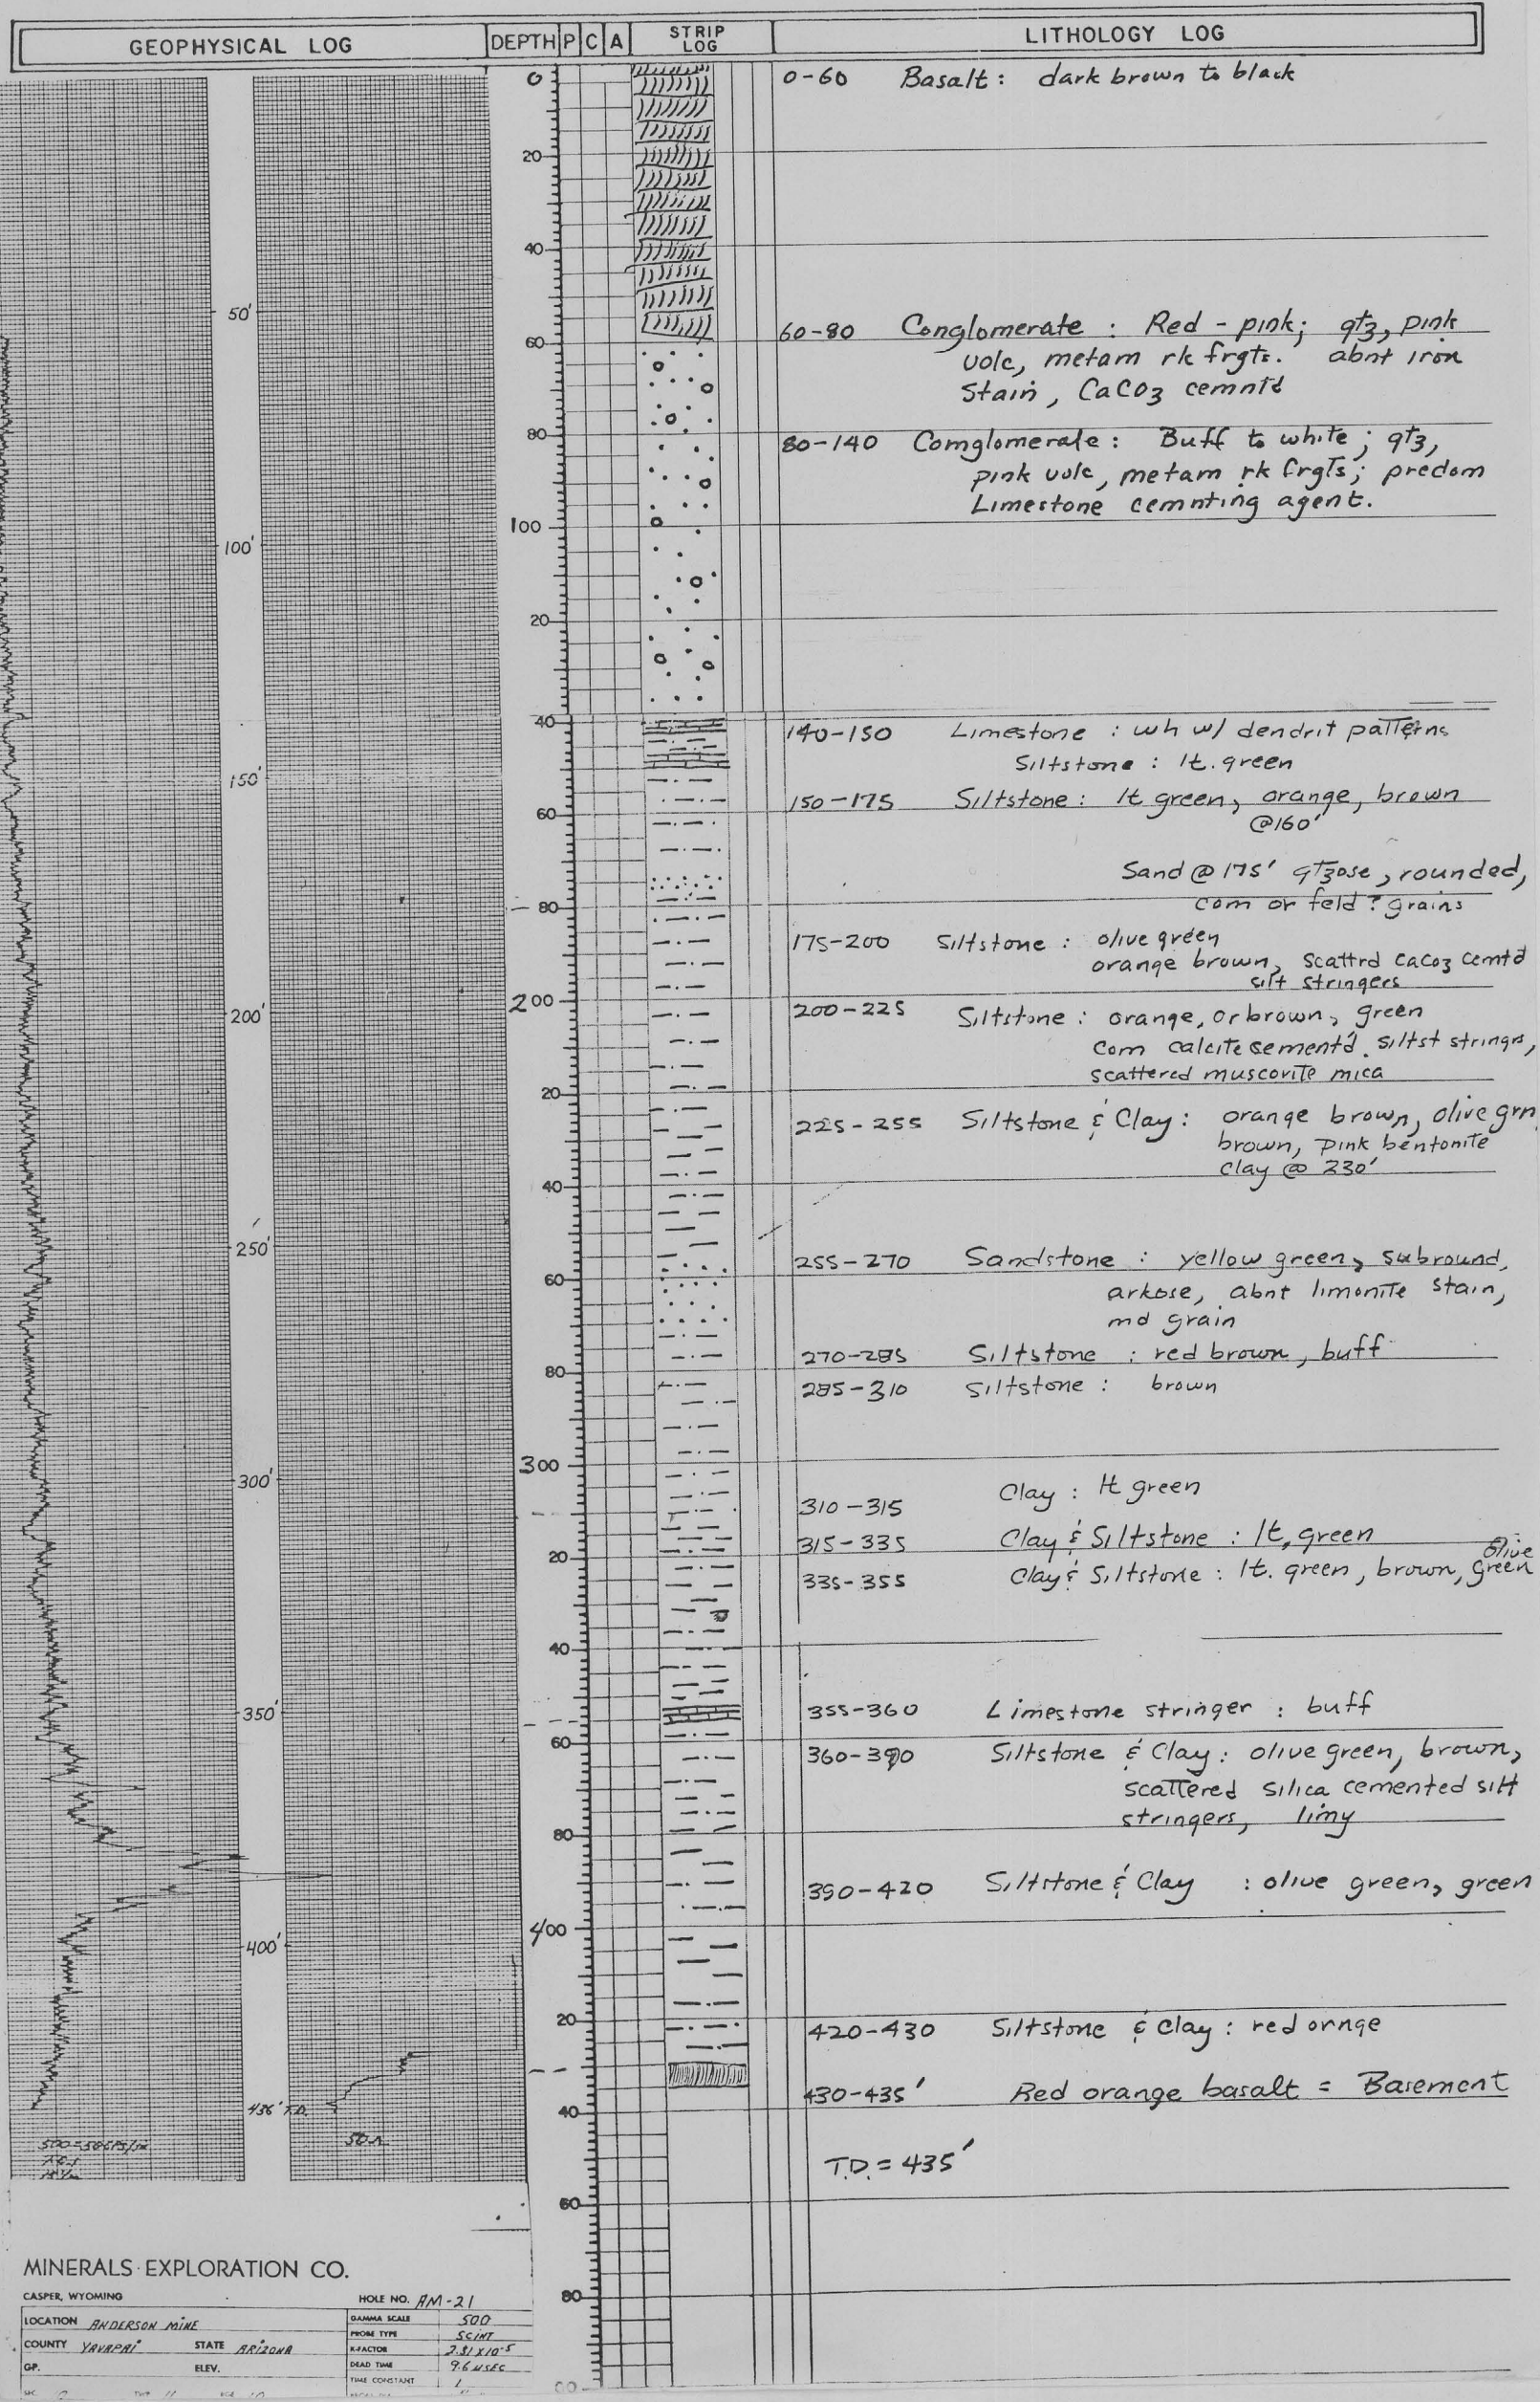 GEOPHYSICAL LOG
DEPTH P C A STRIP LOG
LITHOLOGY LOG
0
20
40
60
80
100
20
40
60
80
200
20
40
60
80
300
20
40
60
80
400
20
40
60
80
00
50'
100'
150'
200'
250'
300'
350'
400'
436' T.D.
50Ω
0-60 Basalt: dark brown to black
60-80 Conglomerate : Red - pink; qtz, pink
volc, metam rk frgts. abnt iron
stain, CaCO3 cemntd
80-140 Comglomerate: Buff to white; qtz,
pink volc, metam rk frgts; predom
Limestone cemnting agent.
140-150 Limestone : wh w/ dendrit patterns
Siltstone : lt. green
150-175 Siltstone: lt green, orange, brown
@160'
Sand @ 175' qtzose, rounded,
com or feld? grains
175-200 Siltstone : olive green
orange brown, scattrd CaCO3 cemtd
silt stringers
200-225 Siltstone: orange, or brown, green
com calcite cement'd siltst stringrs,
scattered muscovite mica
225-255 Siltstone & Clay: orange brown, olive grn
brown, pink bentonite
clay @ 230'
255-270 Sandstone : yellow green, subround,
arkose, abnt limonite stain,
md grain
270-285 Siltstone : red brown, buff
285-310 Siltstone : brown
310-315 Clay : lt green
315-335 Clay & Siltstone : lt, green
335-355 Clay & Siltstone : lt. green, brown, olive green
355-360 Limestone stringer : buff
360-390 Siltstone & Clay: olive green, brown,
scattered silica cemented silt
stringers, limy
390-420 Siltstone & Clay : olive green, green
420-430 Siltstone & Clay: red ornge
430-435' Red orange basalt = Basement
T.D. = 435'
MINERALS EXPLORATION CO.
CASPER, WYOMING
HOLE NO. AM-21
LOCATION ANDERSON MINE
COUNTY YAVAPAI STATE ARIZONA
GP. ELEV.
GAMMA SCALE 500
PROBE TYPE SCINT
K-FACTOR 2.31 x 10-5
DEAD TIME 9.6 USEC
TIME CONSTANT 1